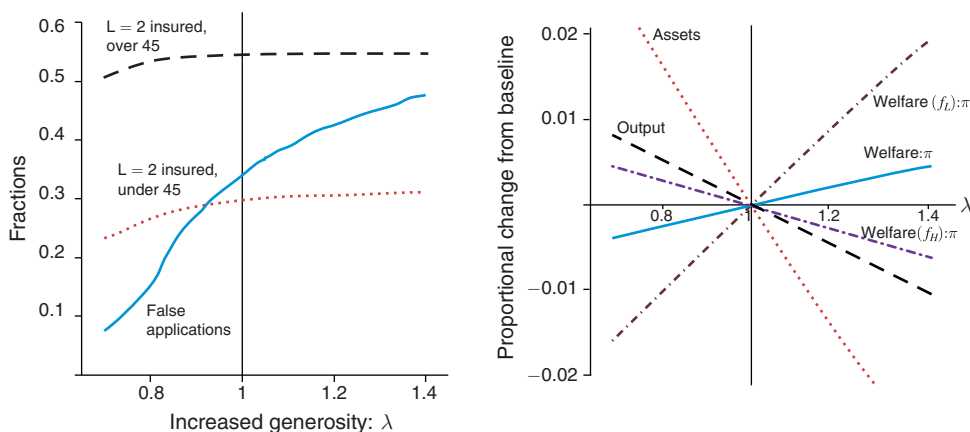 Fractions
0.6
0.5
0.4
0.3
0.2
0.1
L = 2 insured,
over 45
L = 2 insured,
under 45
False
applications
0.8
1
1.2
1.4
Increased generosity: λ
Proportional change from baseline
0.02
0.01
0.00
−0.01
−0.02
Assets
Welfare (f_L):π
Output
Welfare:π
λ
0.8
1
1.2
1.4
Welfare(f_H):π